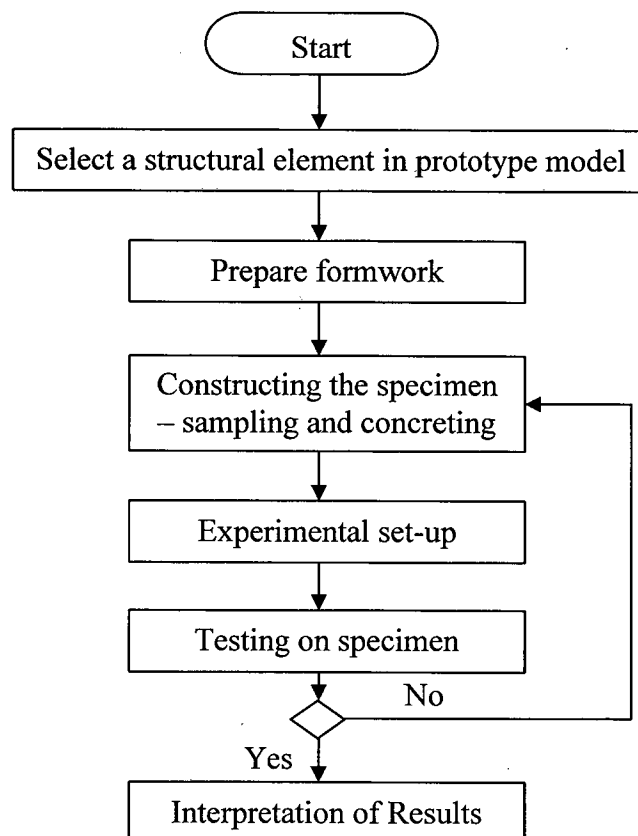 Start
Select a structural element in prototype model
Prepare formwork
Constructing the specimen
– sampling and concreting
Experimental set-up
Testing on specimen
No
Yes
Interpretation of Results